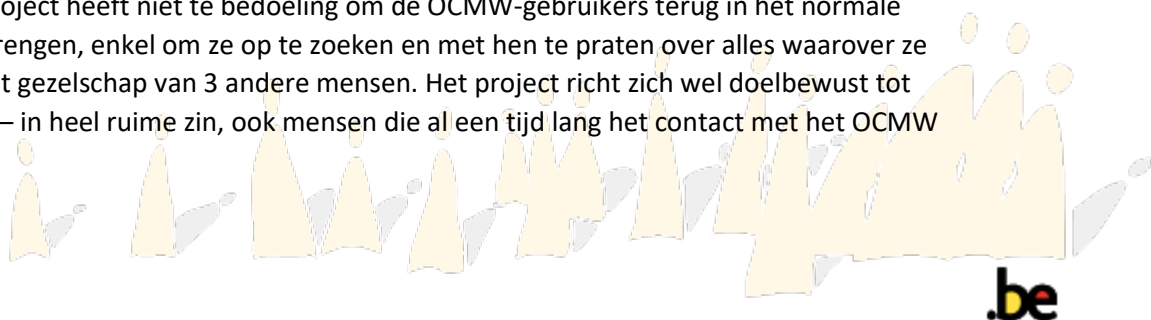 oject heeft niet te bedoeling om de OCMW-gebruikers terug in het normale
rengen, enkel om ze op te zoeken en met hen te praten over alles waarover ze
t gezelschap van 3 andere mensen. Het project richt zich wel doelbewust tot
– in heel ruime zin, ook mensen die al een tijd lang het contact met het OCMW
.be